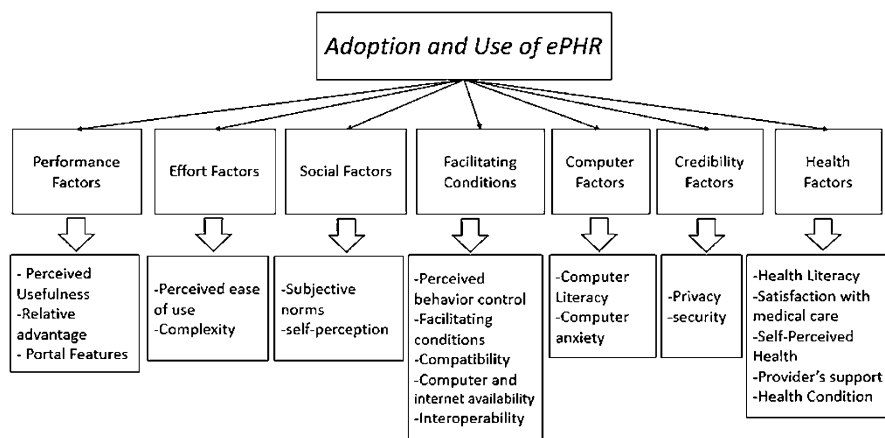 Adoption and Use of ePHR
Performance
Factors
Effort Factors
Social Factors
Facilitating
Conditions
Computer
Factors
Credibility
Factors
Health
Factors
- Perceived
Usefulness
-Relative
advantage
- Portal Features
-Perceived ease
of use
-Complexity
-Subjective
norms
-self-perception
-Perceived
behavior control
-Facilitating
conditions
-Compatibility
-Computer and
internet availability
-Interoperability
-Computer
Literacy
-Computer
anxiety
-Privacy
-security
-Health Literacy
-Satisfaction with
medical care
-Self-Perceived
Health
-Provider's support
-Health Condition